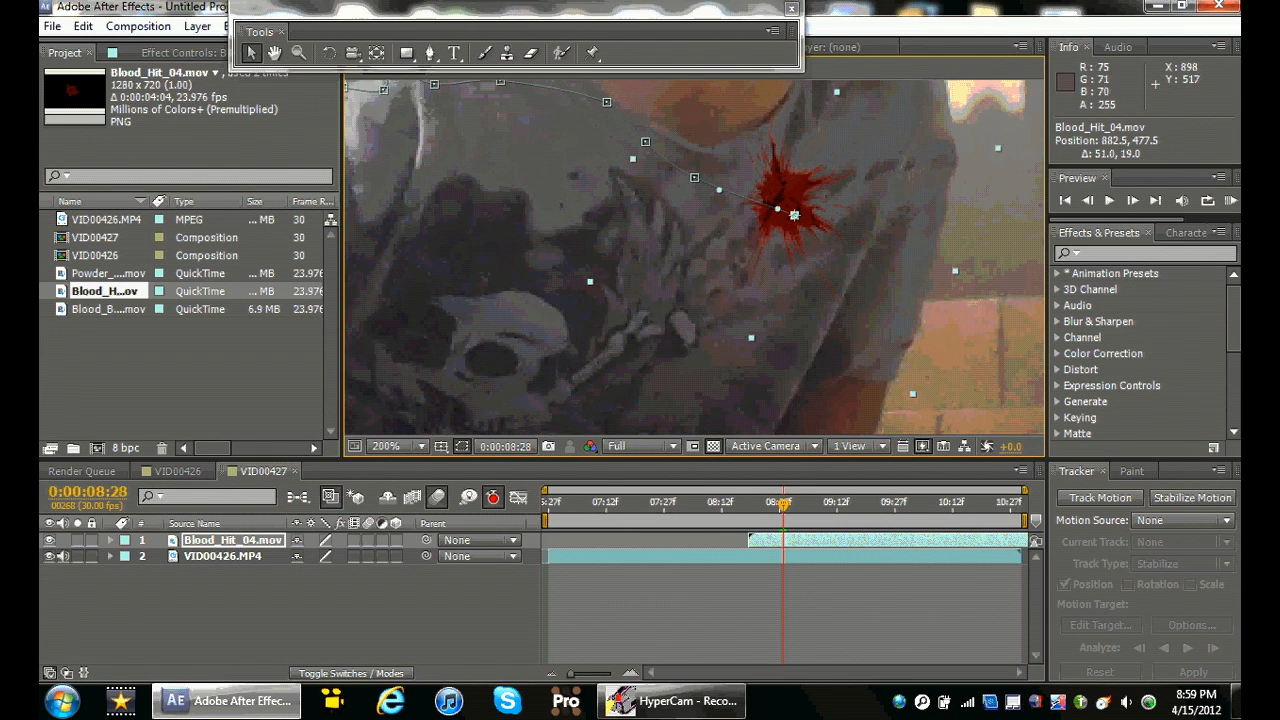 Adobe After Effects - Untitled Pro
File Edit Composition Layer
Tools
Project Effect Controls: B
Layer: (none)
Info Audio
Blood_Hit_04.mov
1280 x 720 (1.00)
Δ 0:00:04:04, 23.976 fps
Millions of Colors+ (Premultiplied)
PNG
R : 75
G : 71
B : 70
A : 255
X : 898
Y : 517
Blood_Hit_04.mov
Position: 882.5, 477.5
Δ: 51.0, 19.0
Preview
Effects & Presets Characte
Name Type Size Frame R...
VID00426.MP4 MPEG ... MB 30
VID00427 Composition 30
VID00426 Composition 30
Powder_....mov QuickTime ... MB 23.976
Blood_H...ov QuickTime ... MB 23.976
Blood_B....mov QuickTime 6.9 MB 23.976
* Animation Presets
3D Channel
Audio
Blur & Sharpen
Channel
Color Correction
Distort
Expression Controls
Generate
Keying
Matte
8 bpc
200% 0:00:08:28 Full Active Camera 1 View +0.0
Render Queue VID00426 VID00427
0:00:08:28
00268 (30.00 fps)
:27f 07:12f 07:27f 08:12f 09:12f 09:27f 10:12f 10:27f
# Source Name Parent
1 Blood_Hit_04.mov None
2 VID00426.MP4 None
Toggle Switches / Modes
Tracker Paint
Track Motion Stabilize Motion
Motion Source: None
Current Track: None
Track Type: Stabilize
Position Rotation Scale
Motion Target:
Edit Target... Options...
Analyze:
Reset Apply
AE Adobe After Effec...
Pro
HyperCam - Reco...
8:59 PM
4/15/2012